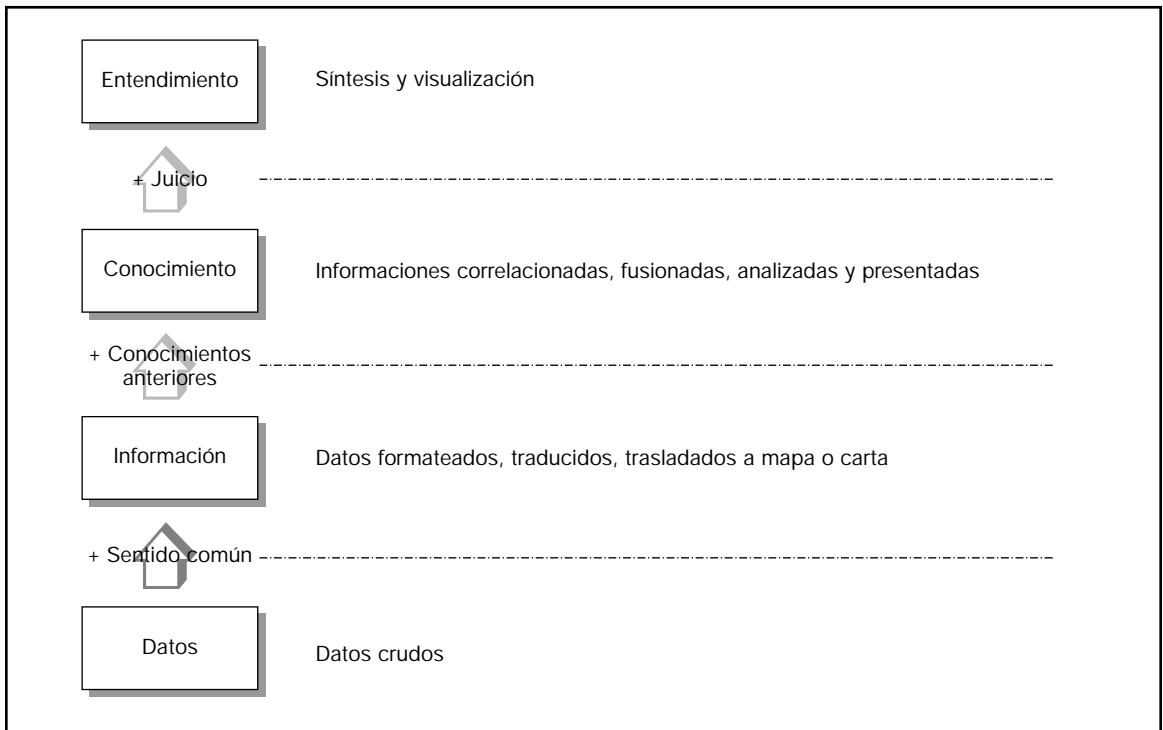 Entendimiento
Síntesis y visualización
+ Juicio
Conocimiento
Informaciones correlacionadas, fusionadas, analizadas y presentadas
+ Conocimientos
anteriores
Información
Datos formateados, traducidos, trasladados a mapa o carta
+ Sentido común
Datos
Datos crudos